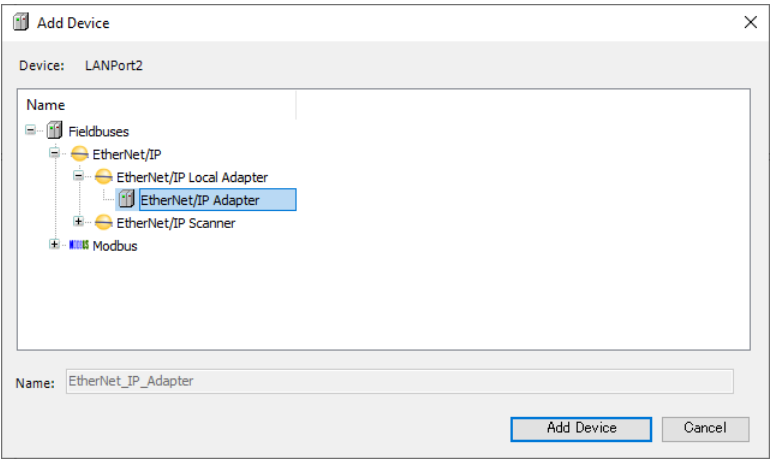 Add Device
Device: LANPort2
Name
Fieldbuses
EtherNet/IP
EtherNet/IP Local Adapter
EtherNet/IP Adapter
EtherNet/IP Scanner
MODBUS Modbus
Name: EtherNet_IP_Adapter
Add Device Cancel